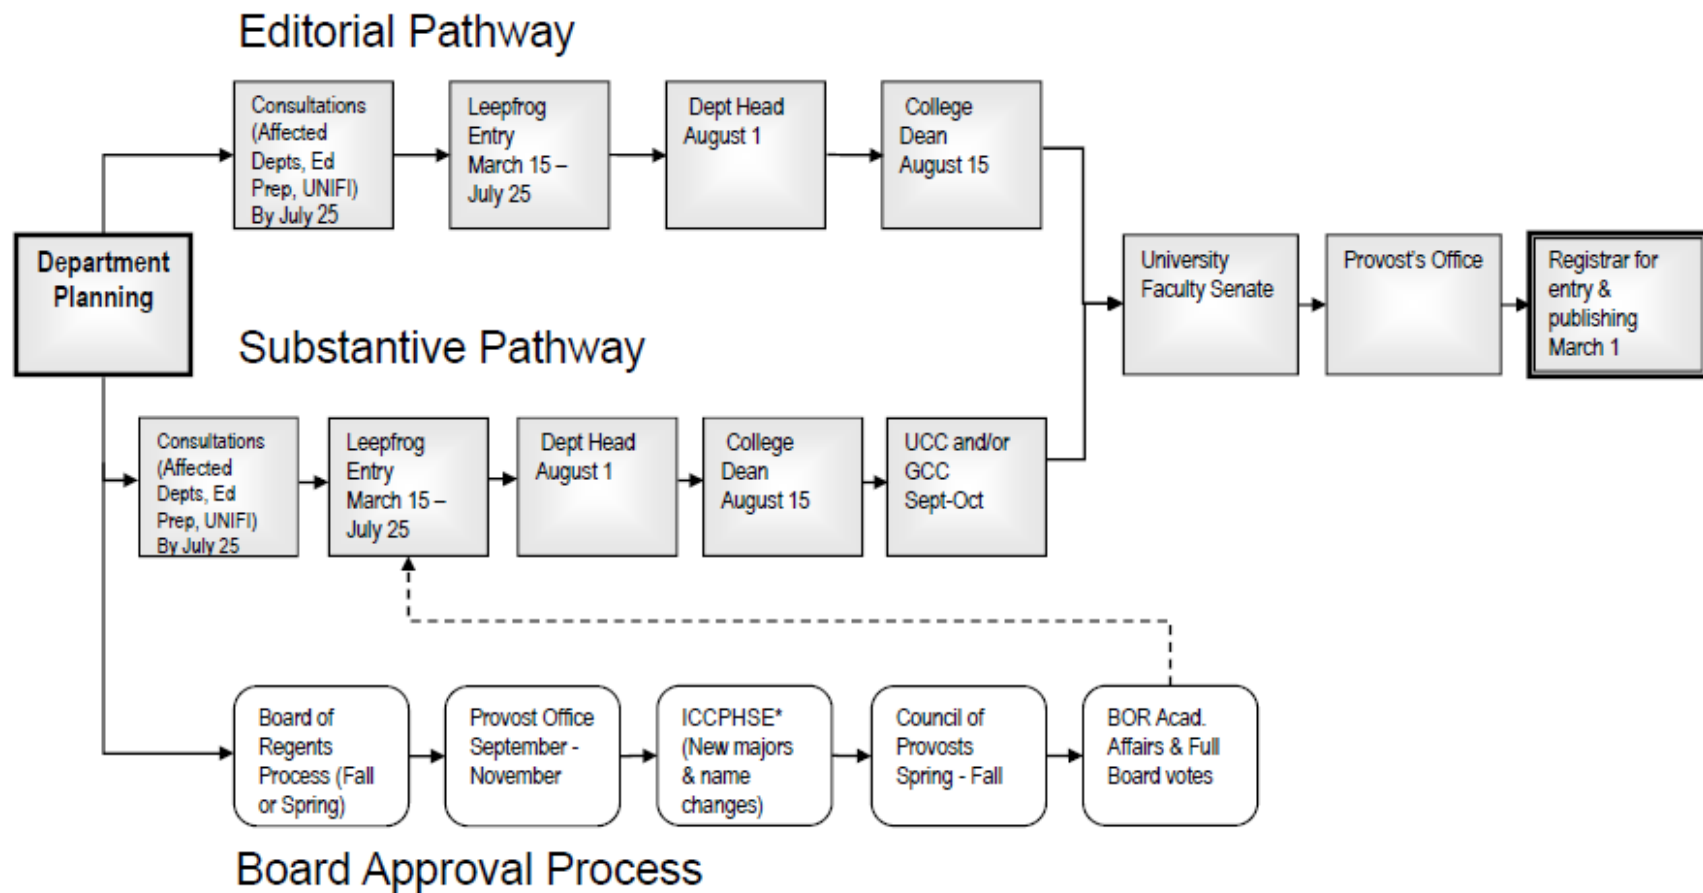 Editorial Pathway
Consultations
(Affected
Depts, Ed
Prep, UNIFI)
By July 25
Leepfrog
Entry
March 15 –
July 25
Dept Head
August 1
College
Dean
August 15
Department
Planning
University
Faculty Senate
Provost's Office
Registrar for
entry &
publishing
March 1
Substantive Pathway
Consultations
(Affected
Depts, Ed
Prep, UNIFI)
By July 25
Leepfrog
Entry
March 15 –
July 25
Dept Head
August 1
College
Dean
August 15
UCC and/or
GCC
Sept-Oct
Board of
Regents
Process (Fall
or Spring)
Provost Office
September -
November
ICCPHSE*
(New majors
& name
changes)
Council of
Provosts
Spring - Fall
BOR Acad.
Affairs & Full
Board votes
Board Approval Process